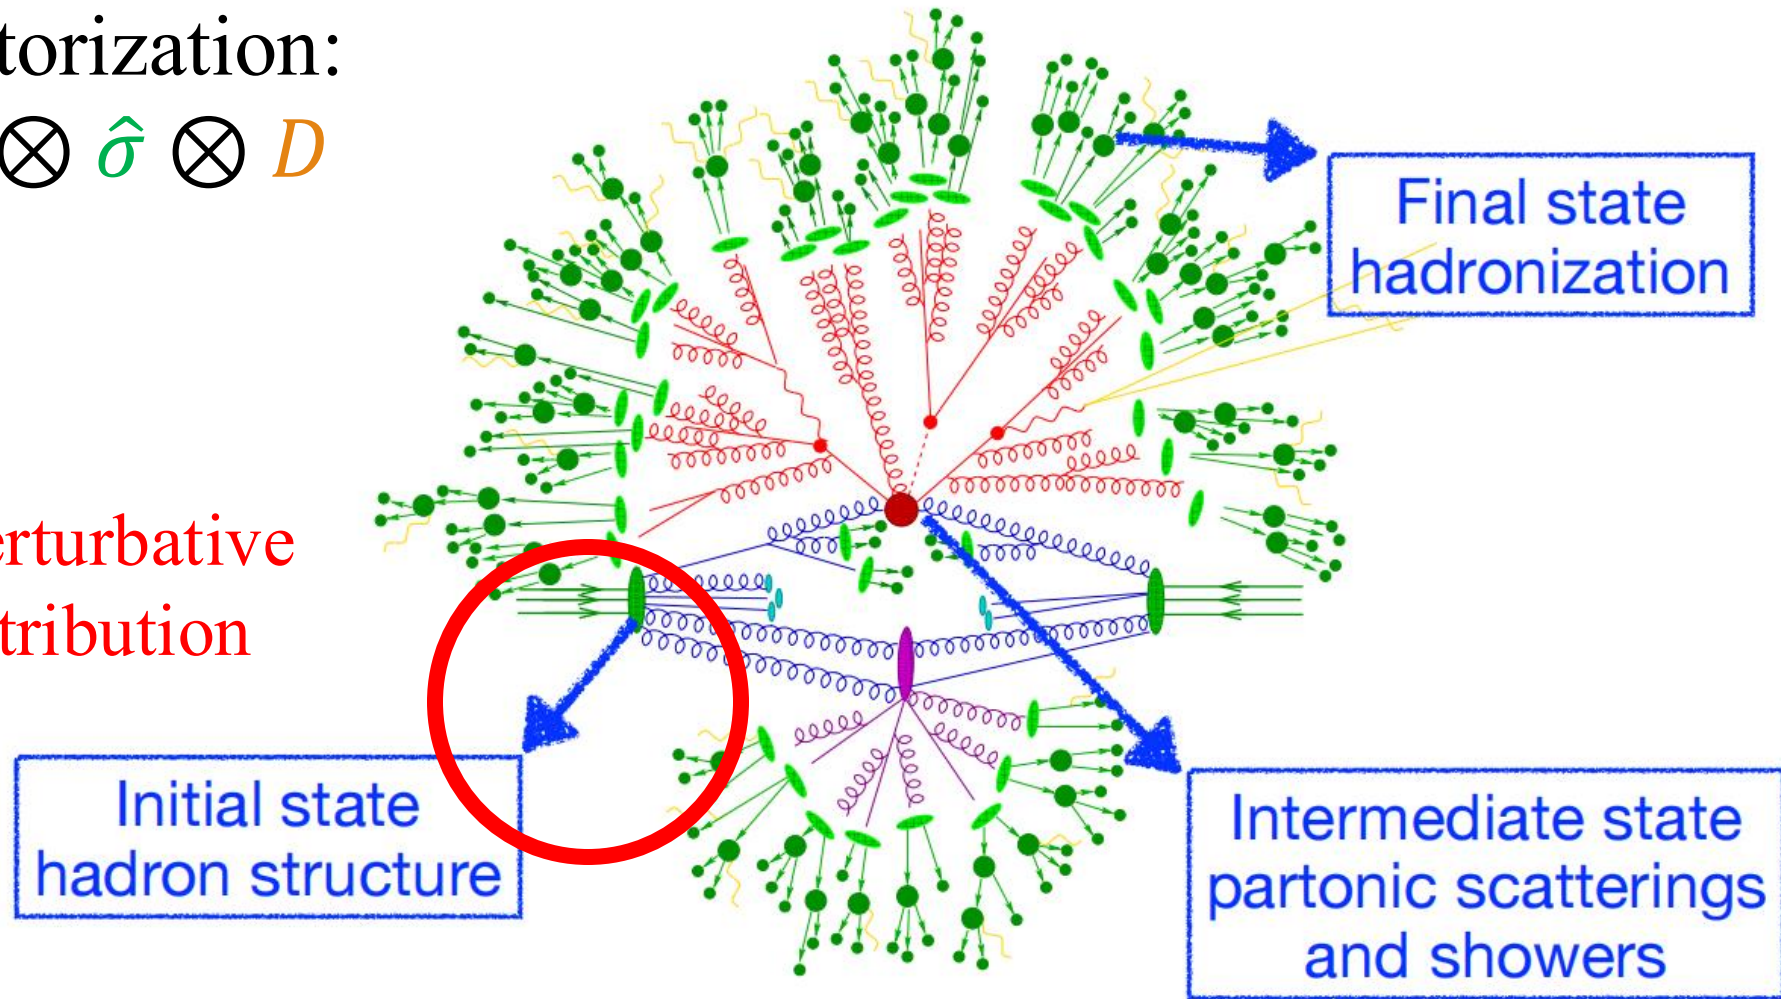 torization:
⊗ σ̂ ⊗ D
Final state
hadronization
erturbative
tribution
Initial state
hadron structure
Intermediate state
partonic scatterings
and showers